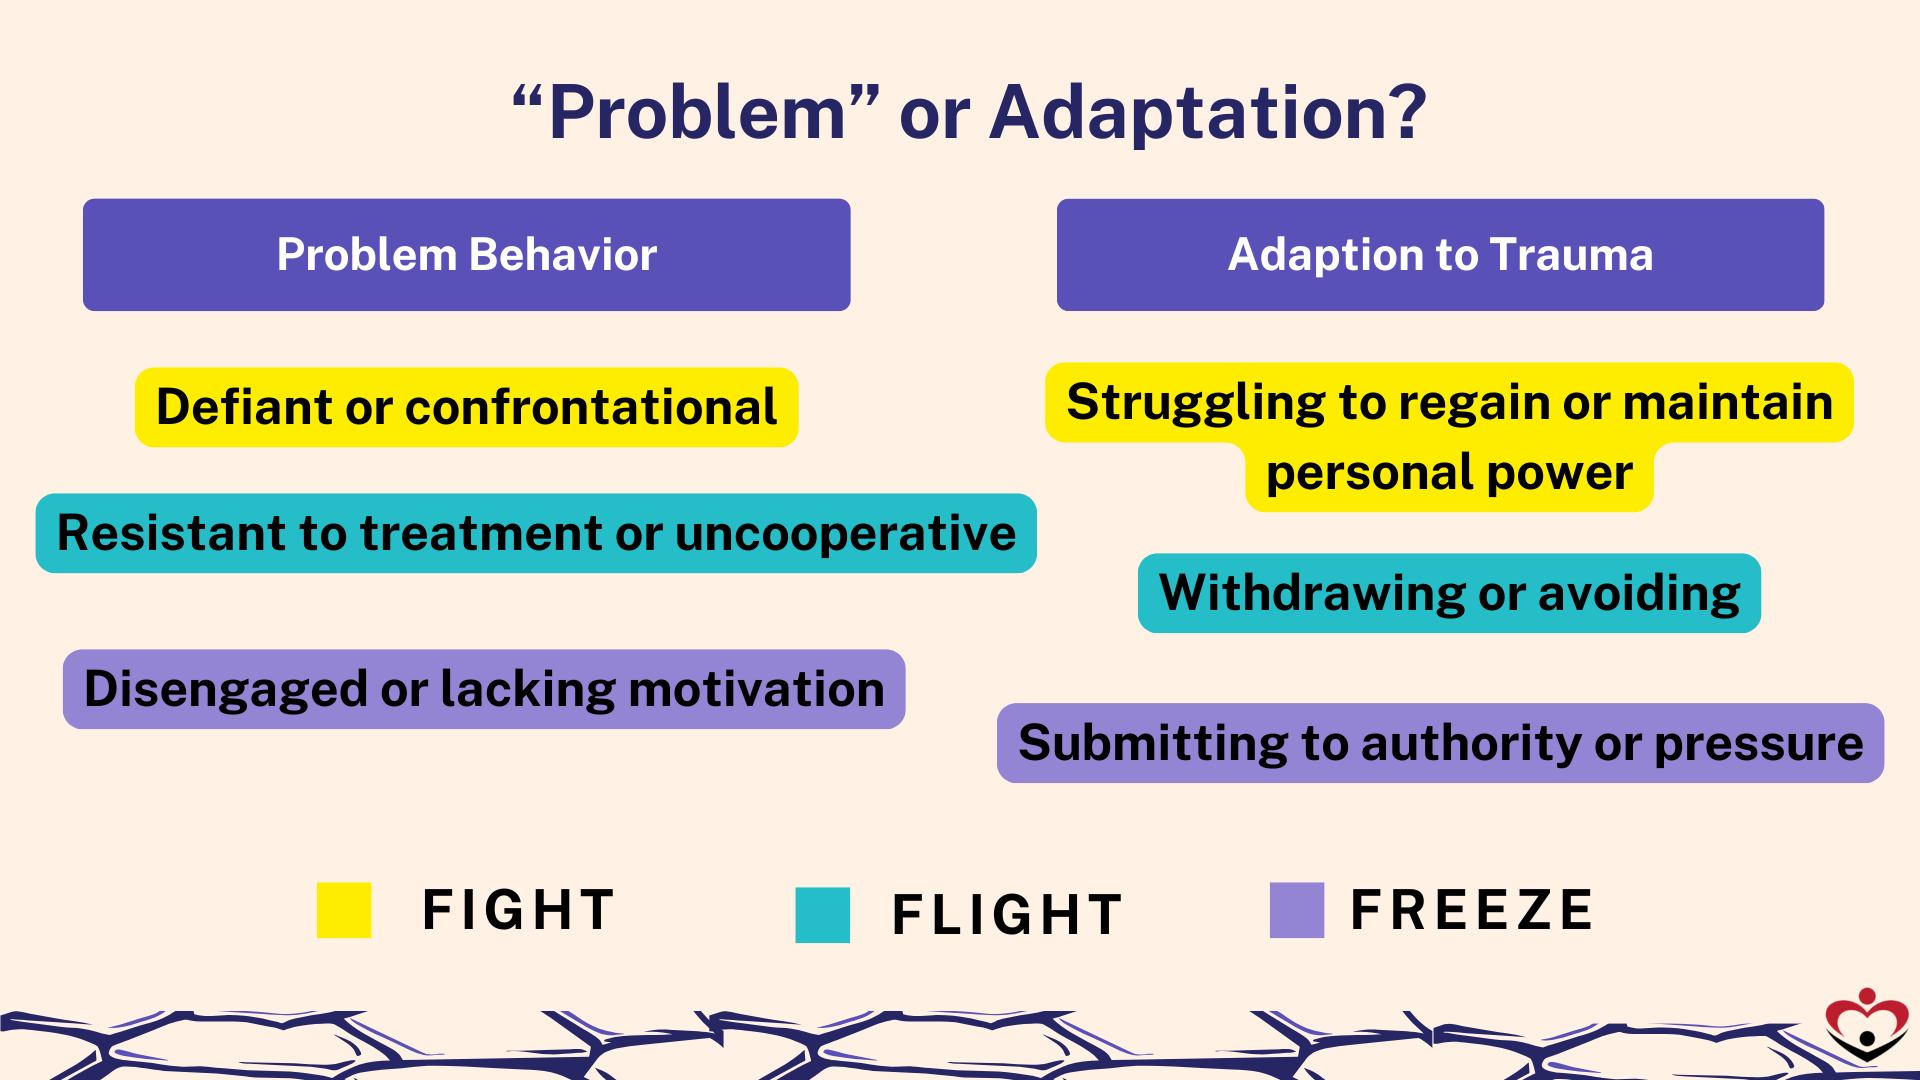 “Problem” or Adaptation?
Problem Behavior
Defiant or confrontational
Resistant to treatment or uncooperative
Disengaged or lacking motivation
Adaption to Trauma
Struggling to regain or maintain
personal power
Withdrawing or avoiding
Submitting to authority or pressure
FIGHT
FLIGHT
FREEZE